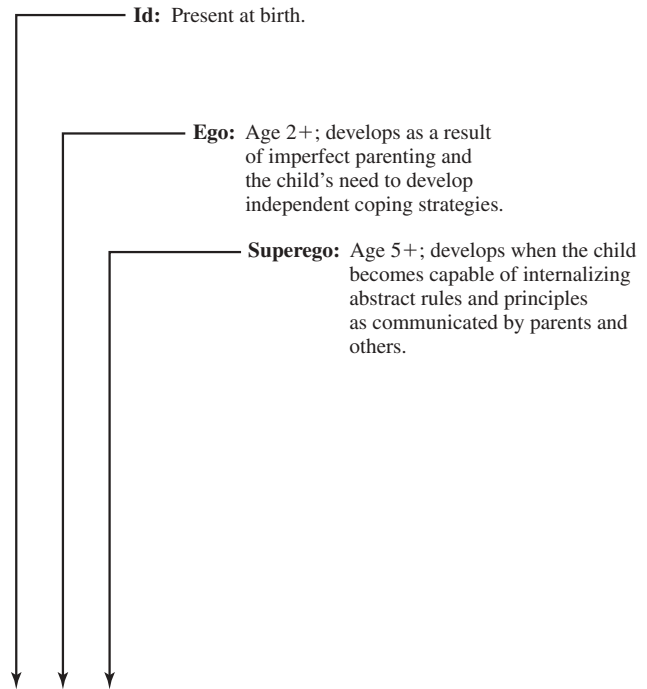 Id: Present at birth.
Ego: Age 2+; develops as a result
of imperfect parenting and
the child’s need to develop
independent coping strategies.
Superego: Age 5+; develops when the child
becomes capable of internalizing
abstract rules and principles
as communicated by parents and
others.